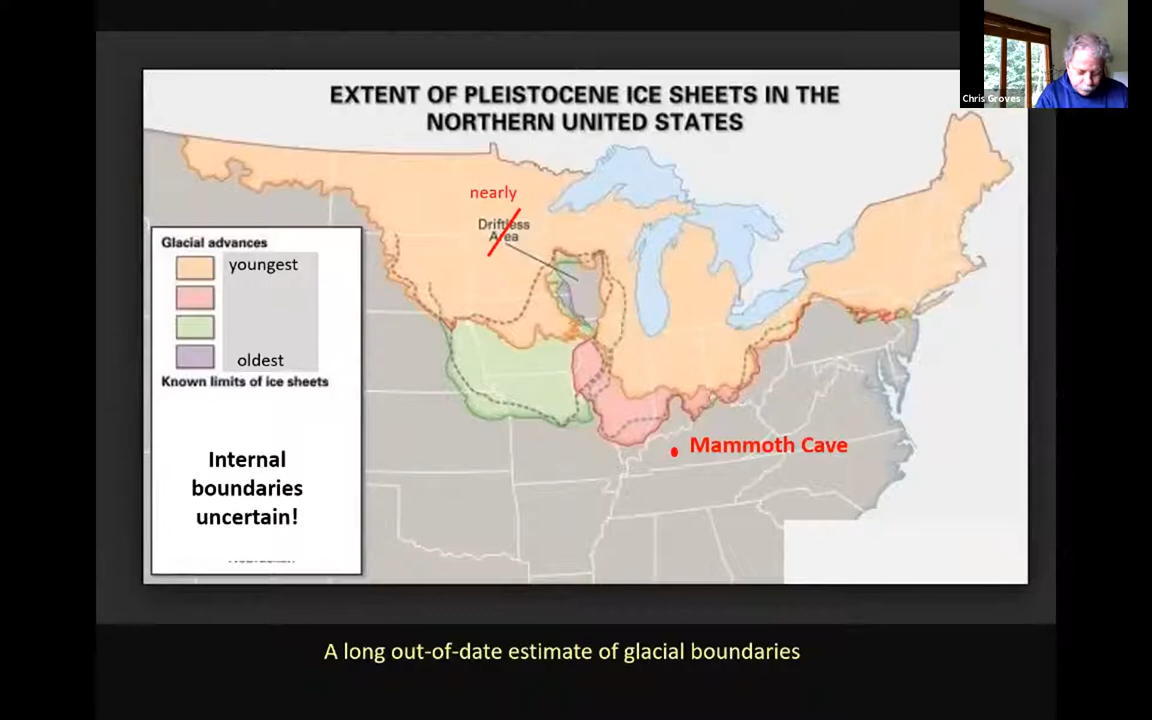 EXTENT OF PLEISTOCENE ICE SHEETS IN THE
NORTHERN UNITED STATES
Chris Groves
nearly
Driftless
Area
Glacial advances
youngest
oldest
Known limits of ice sheets
Internal
boundaries
uncertain!
Mammoth Cave
A long out-of-date estimate of glacial boundaries